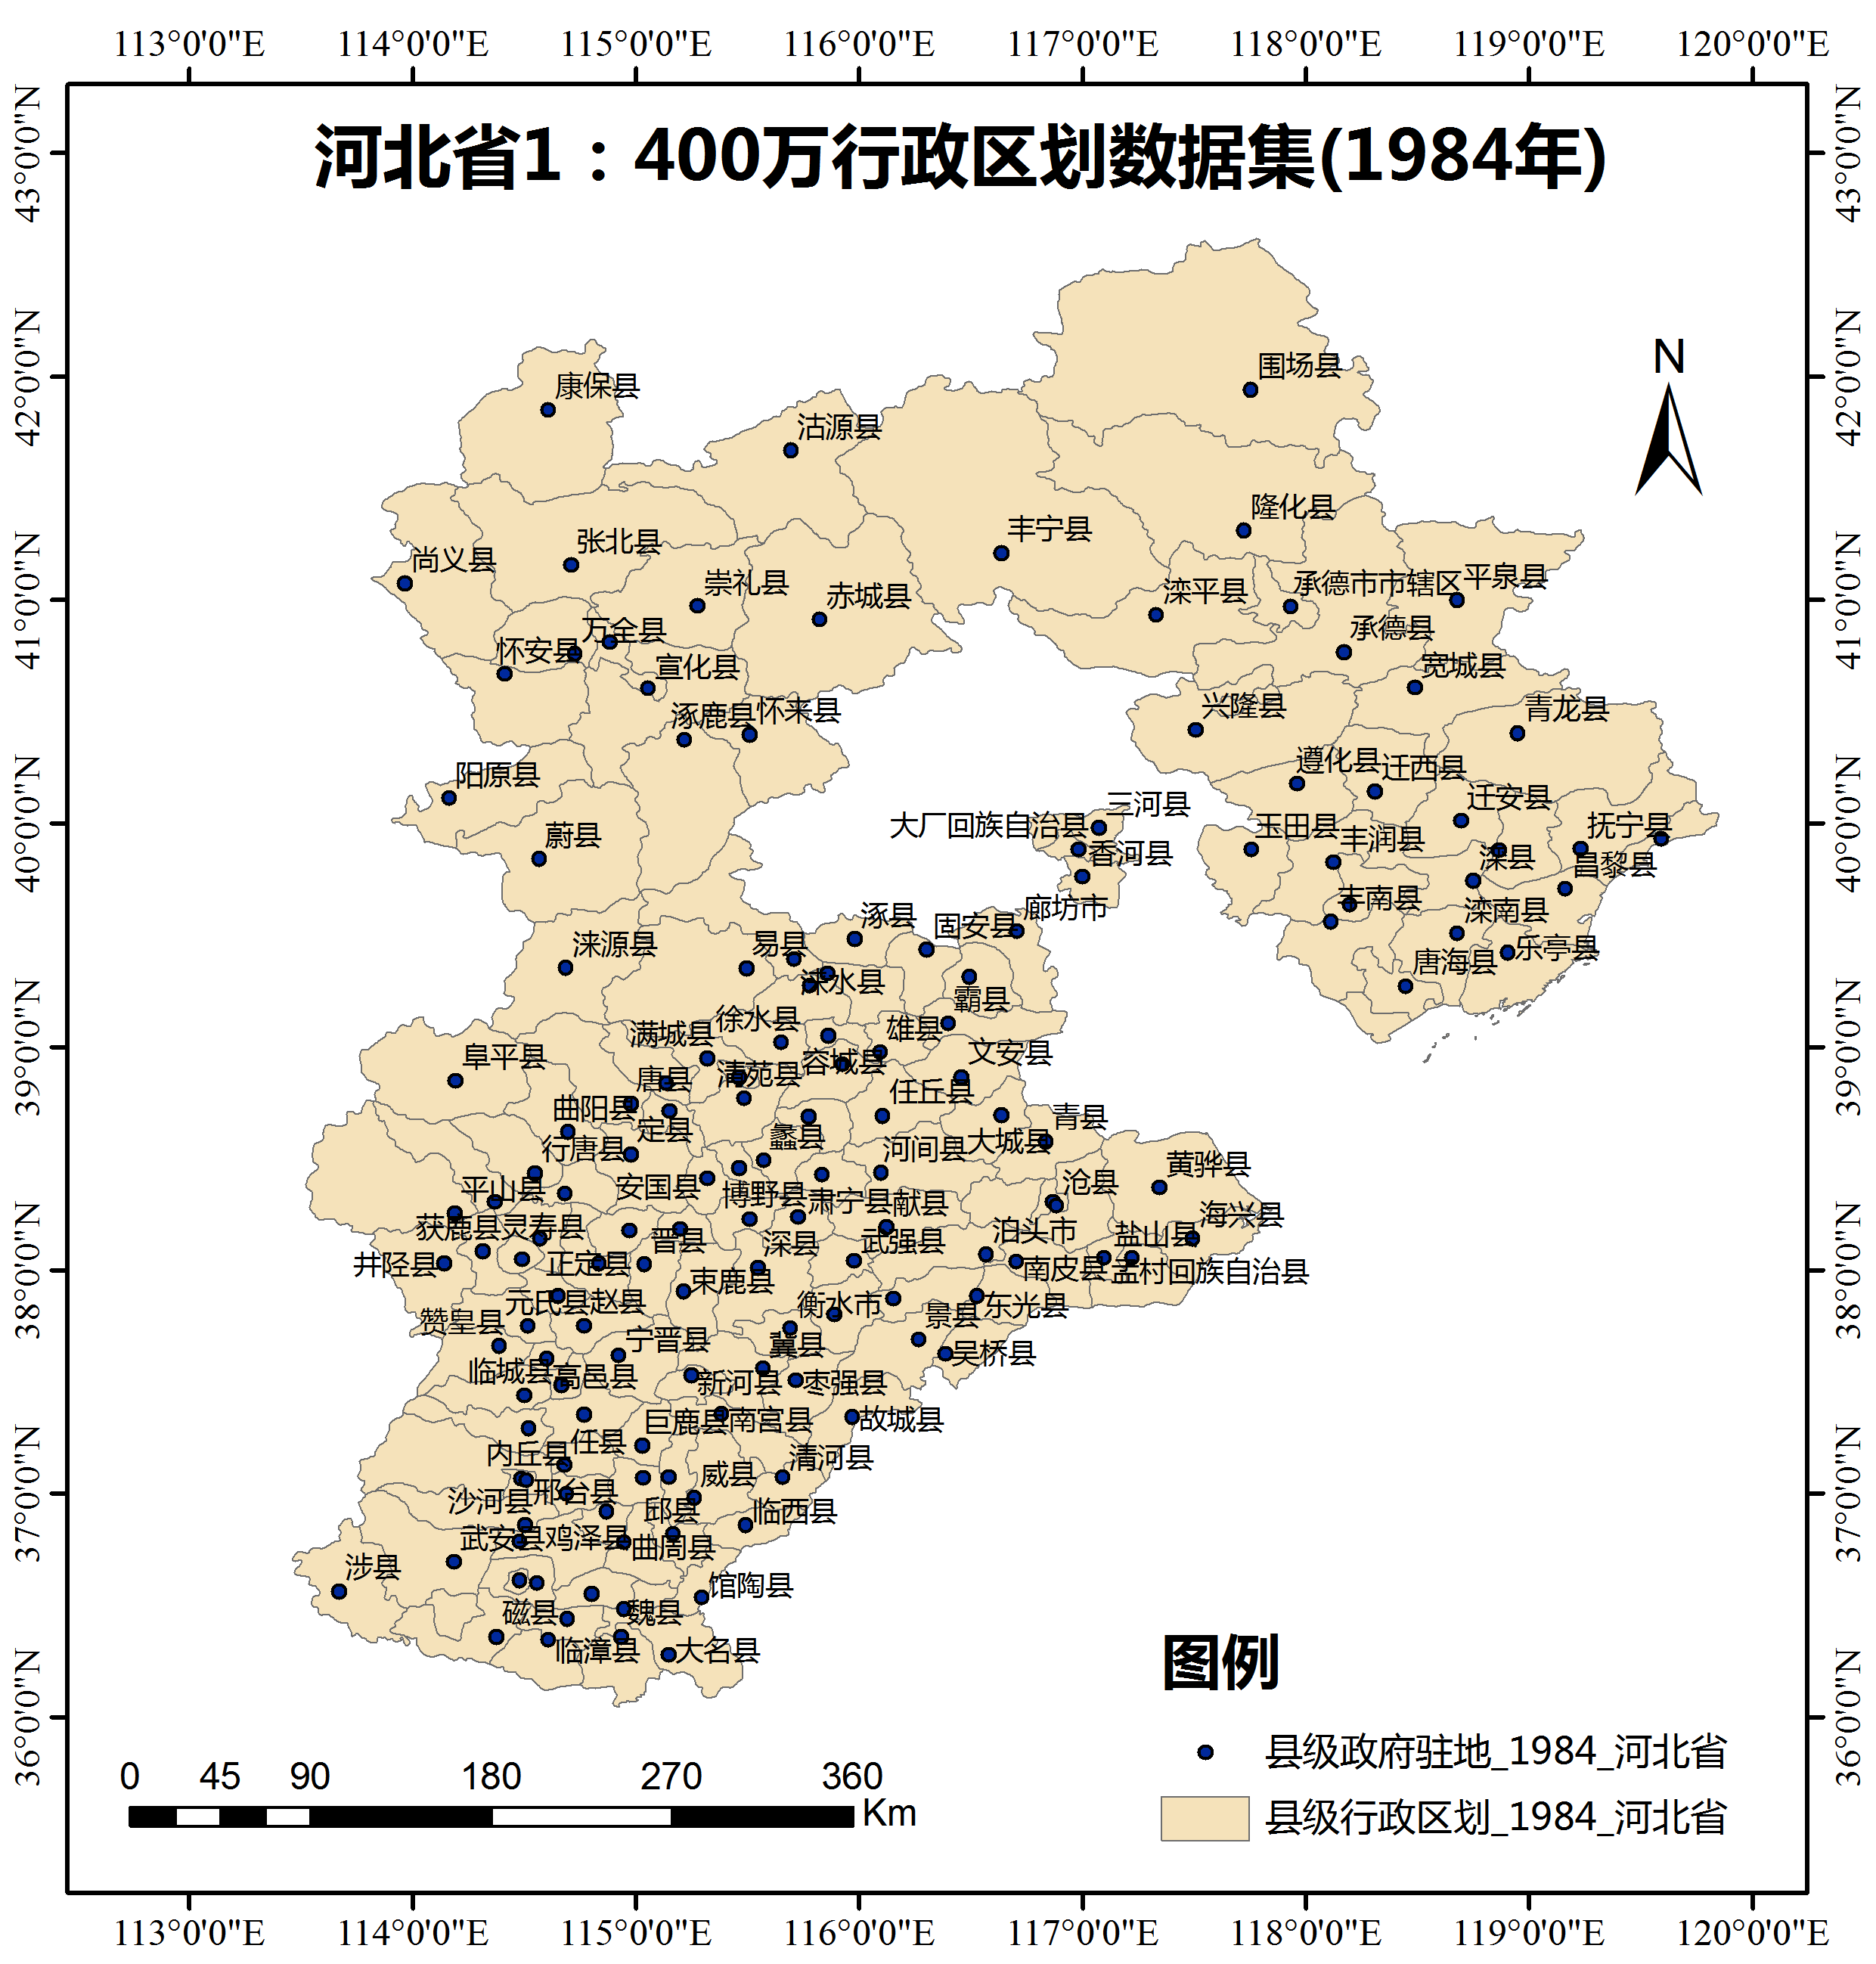 113°0'0"E 114°0'0"E 115°0'0"E 116°0'0"E 117°0'0"E 118°0'0"E 119°0'0"E 120°0'0"E
43°0'0"N
42°0'0"N
41°0'0"N
40°0'0"N
39°0'0"N
38°0'0"N
37°0'0"N
36°0'0"N
43°0'0"N
42°0'0"N
41°0'0"N
40°0'0"N
39°0'0"N
38°0'0"N
37°0'0"N
36°0'0"N
河北省1：400万行政区划数据集(1984年)
N
围场县
康保县
沽源县
隆化县
丰宁县
张北县
尚义县
崇礼县
赤城县
滦平县
承德市市辖区
平泉县
万全县
承德县
怀安县
宣化县
宽城县
涿鹿县
怀来县
兴隆县
青龙县
阳原县
遵化县
迁西县
迁安县
三河县
大厂回族自治县
蔚县
香河县
玉田县
丰润县
抚宁县
滦县
昌黎县
丰南县
廊坊市
滦南县
涿县
固安县
涞源县
易县
乐亭县
唐海县
涞水县
霸县
徐水县
满城县
雄县
阜平县
容城县
文安县
清苑县
唐县
任丘县
曲阳县
定县
蠡县
大城县
青县
行唐县
河间县
黄骅县
安国县
平山县
博野县
肃宁县
献县
沧县
海兴县
获鹿县
灵寿县
晋县
深县
武强县
泊头市
盐山县
井陉县
正定县
束鹿县
南皮县
孟村回族自治县
元氏县
赵县
衡水市
东光县
赞皇县
宁晋县
冀县
景县
吴桥县
临城县
高邑县
新河县
枣强县
巨鹿县
南宫县
故城县
内丘县
任县
清河县
威县
沙河县
邢台县
邱县
临西县
武安县
鸡泽县
曲周县
涉县
馆陶县
磁县
魏县
临漳县
大名县
图例
县级政府驻地_1984_河北省
县级行政区划_1984_河北省
0 45 90 180 270 360
Km
113°0'0"E 114°0'0"E 115°0'0"E 116°0'0"E 117°0'0"E 118°0'0"E 119°0'0"E 120°0'0"E